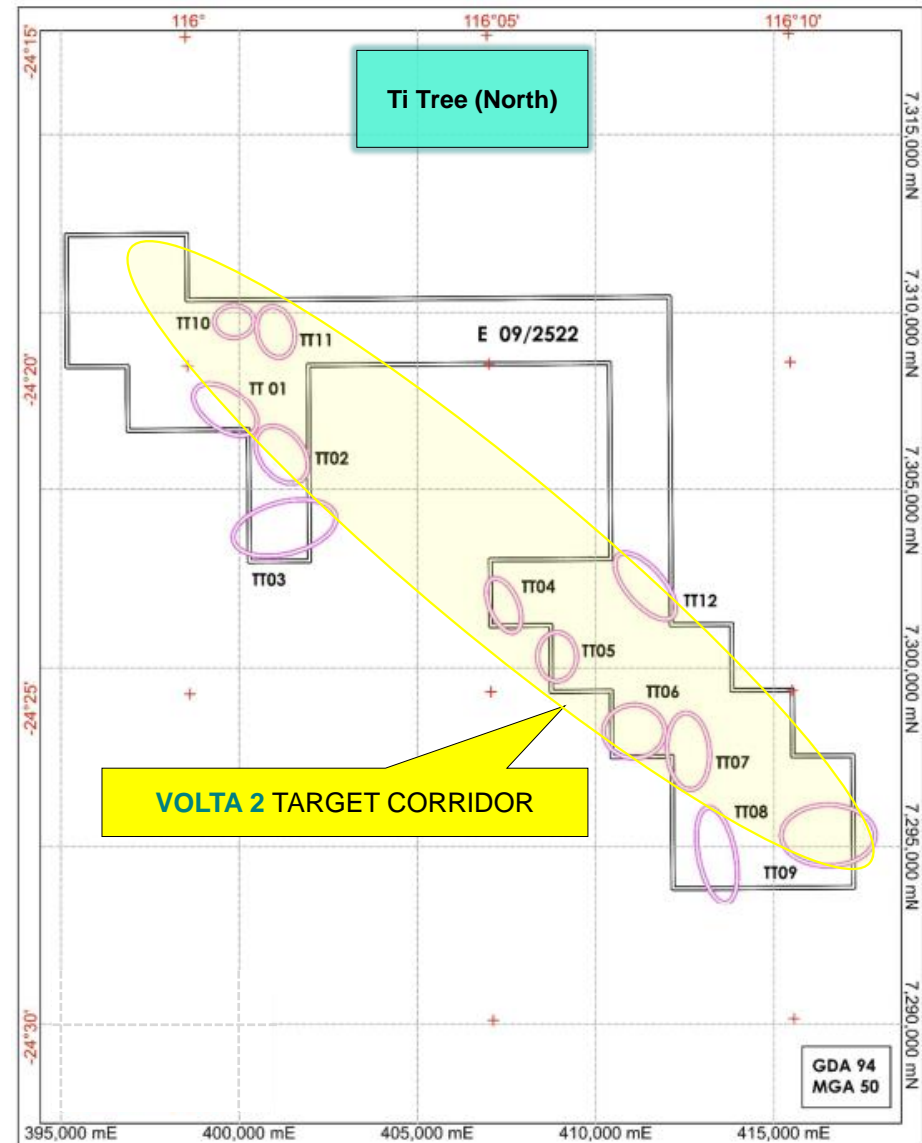 116°
116°05'
116°10'
-24°15'
Ti Tree (North)
7,315,000 mN
7,310,000 mN
TT10
TT11
E 09/2522
-24°20'
TT 01
TT02
7,305,000 mN
TT03
TT04
TT12
TT05
7,300,000 mN
-24°25'
TT06
TT07
VOLTA 2 TARGET CORRIDOR
TT08
7,295,000 mN
TT09
7,290,000 mN
-24°30'
GDA 94
MGA 50
395,000 mE
400,000 mE
405,000 mE
410,000 mE
415,000 mE